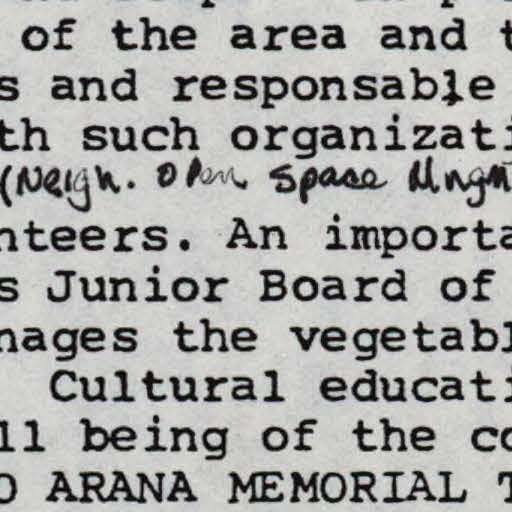 of the area and t
s and responsable
th such organizati
(Neigh. Open Space Mngmt
nteers. An importa
s Junior Board of
nages the vegetabl
Cultural educati
ll being of the co
O ARANA MEMORIAL T